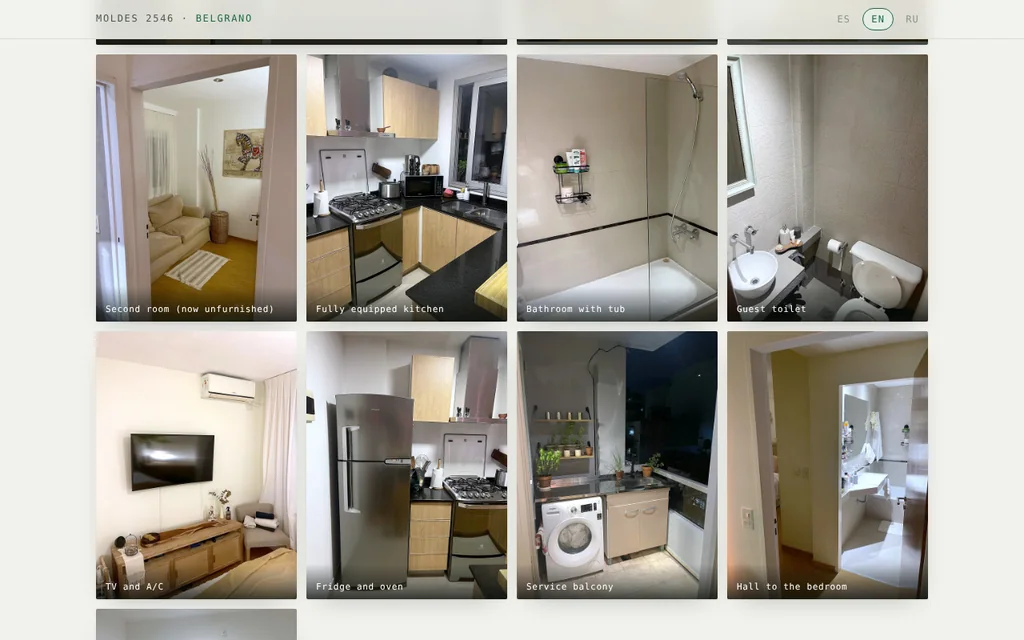 MOLDES 2546 · BELGRANO
ES EN RU
Second room (now unfurnished)
Fully equipped kitchen
Bathroom with tub
Guest toilet
TV and A/C
Fridge and oven
Service balcony
Hall to the bedroom